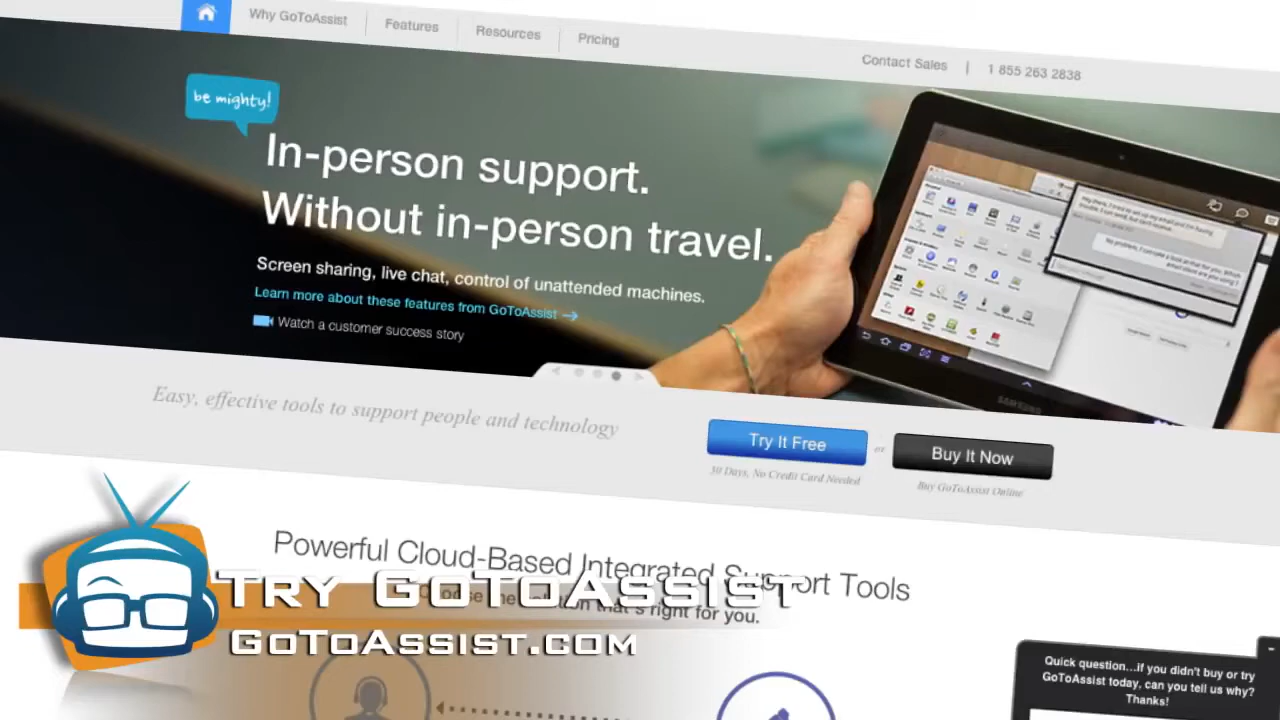 Why GoToAssist
Features
Resources
Pricing
Contact Sales | 1 855 263 2838
be mighty!
In-person support.
Without in-person travel.
Screen sharing, live chat, control of unattended machines.
Learn more about these features from GoToAssist →
Watch a customer success story
SAMSUNG
Easy, effective tools to support people and technology
Try It Free
or
Buy It Now
30 Days, No Credit Card Needed
Buy GoToAssist Online
Powerful Cloud-Based Integrated Support Tools
that's right for you.
Try GoToAssist
GoToAssist.com
Quick question...if you didn't buy or try
GoToAssist today, can you tell us why?
Thanks!